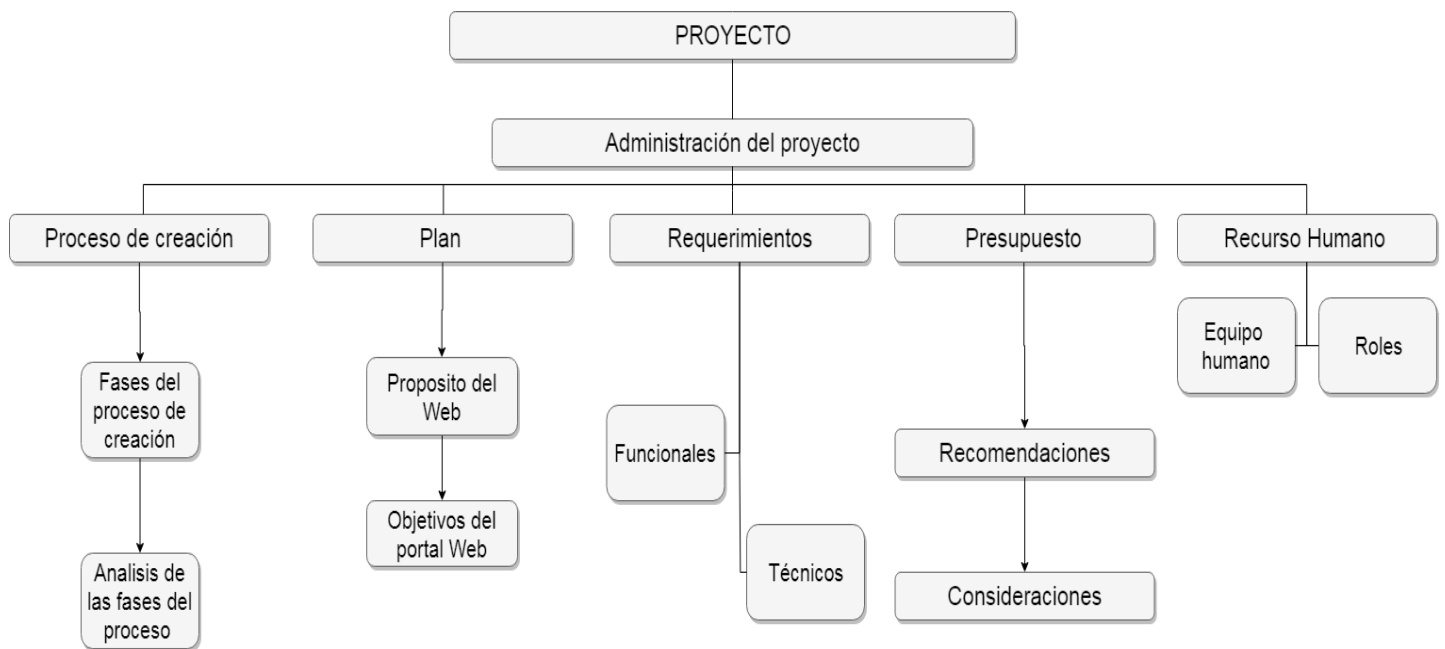 PROYECTO
Administración del proyecto
Proceso de creación
Plan
Requerimientos
Presupuesto
Recurso Humano
Fases del
proceso de
creación
Analisis de
las fases del
proceso
Proposito del
Web
Objetivos del
portal Web
Funcionales
Técnicos
Recomendaciones
Consideraciones
Equipo
humano
Roles